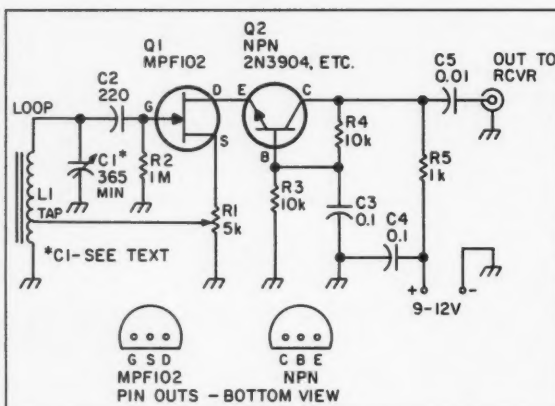 Q1
MPF102
Q2
NPN
2N3904, ETC.
C5
0.01
OUT TO
RCVR
C2
220
D
E
C
G
S
B
LOOP
C1*
365
MIN
R2
1M
R4
10k
R5
1k
L1
TAP
R1
5k
R3
10k
C3
0.1
C4
0.1
*C1-SEE TEXT
+
-
9-12V
G S D
MPF102
C B E
NPN
PIN OUTS - BOTTOM VIEW